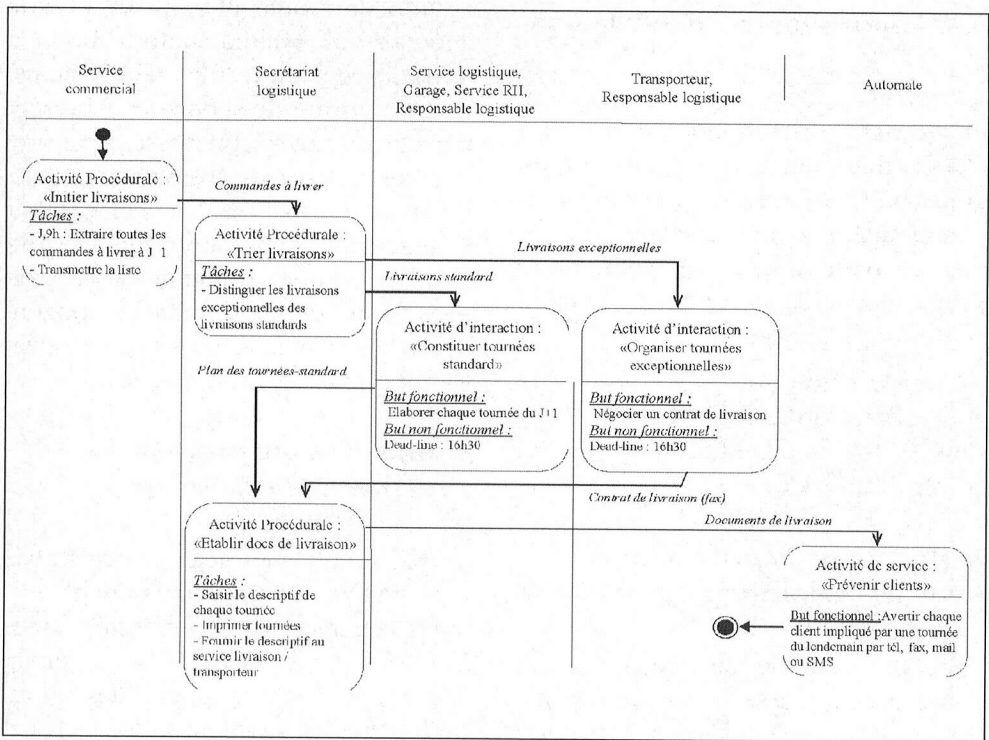 Service
commercial
Secrétariat
logistique
Service logistique,
Garage, Service RH,
Responsable logistique
Transporteur,
Responsable logistique
Automate
Activité Procédurale :
«Initier livraisons»
Tâches :
- J,9h : Extraire toutes les
commandes à livrer à J 1
- Transmettre la liste
Commandes à livrer
Activité Procédurale :
«Trier livraisons»
Tâches :
- Distinguer les livraisons
exceptionnelles des
livraisons standards
Livraisons exceptionnelles
Livraisons standard
Activité d'interaction :
«Constituer tournées
standard»
But fonctionnel :
Elaborer chaque tournée du J+1
But non fonctionnel :
Dead-line : 16h30
Activité d'interaction :
«Organiser tournées
exceptionnelles»
But fonctionnel :
Négocier un contrat de livraison
But non fonctionnel :
Dead-line : 16h30
Plan des tournées-standard
Contrat de livraison (fax)
Documents de livraison
Activité Procédurale :
«Etablir docs de livraison»
Tâches :
- Saisir le descriptif de
chaque tournée
- Imprimer tournées
- Fournir le descriptif au
service livraison /
transporteur
Activité de service :
«Prévenir clients»
But fonctionnel :Avertir chaque
client impliqué par une tournée
du lendemain par tél, fax, mail
ou SMS